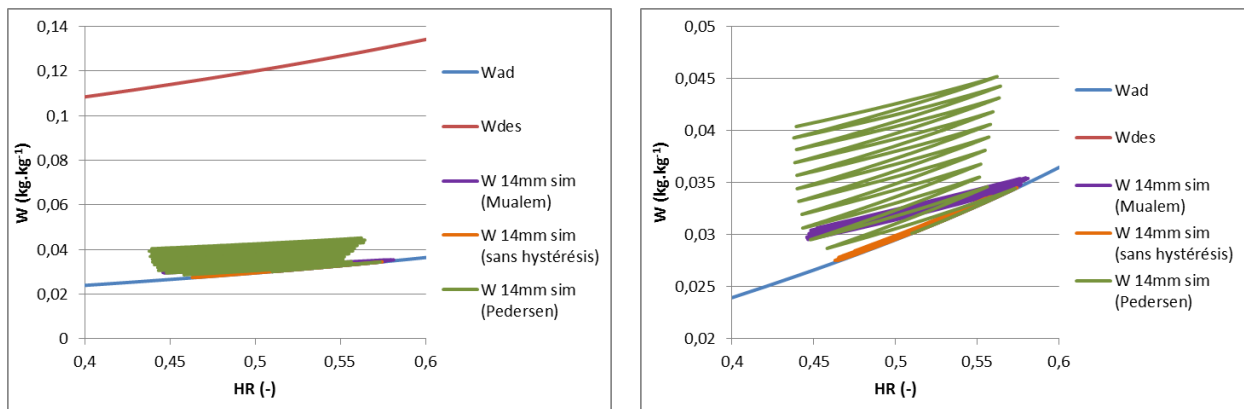 0,14
0,12
0,1
0,08
0,06
0,04
0,02
0
W (kg.kg⁻¹)
0,4
0,45
0,5
0,55
0,6
HR (-)
Wad
Wdes
W 14mm sim
(Mualem)
W 14mm sim
(sans hystérésis)
W 14mm sim
(Pedersen)
0,05
0,045
0,04
0,035
0,03
0,025
0,02
W (kg.kg⁻¹)
0,4
0,45
0,5
0,55
0,6
HR (-)
Wad
Wdes
W 14mm sim
(Mualem)
W 14mm sim
(sans hystérésis)
W 14mm sim
(Pedersen)